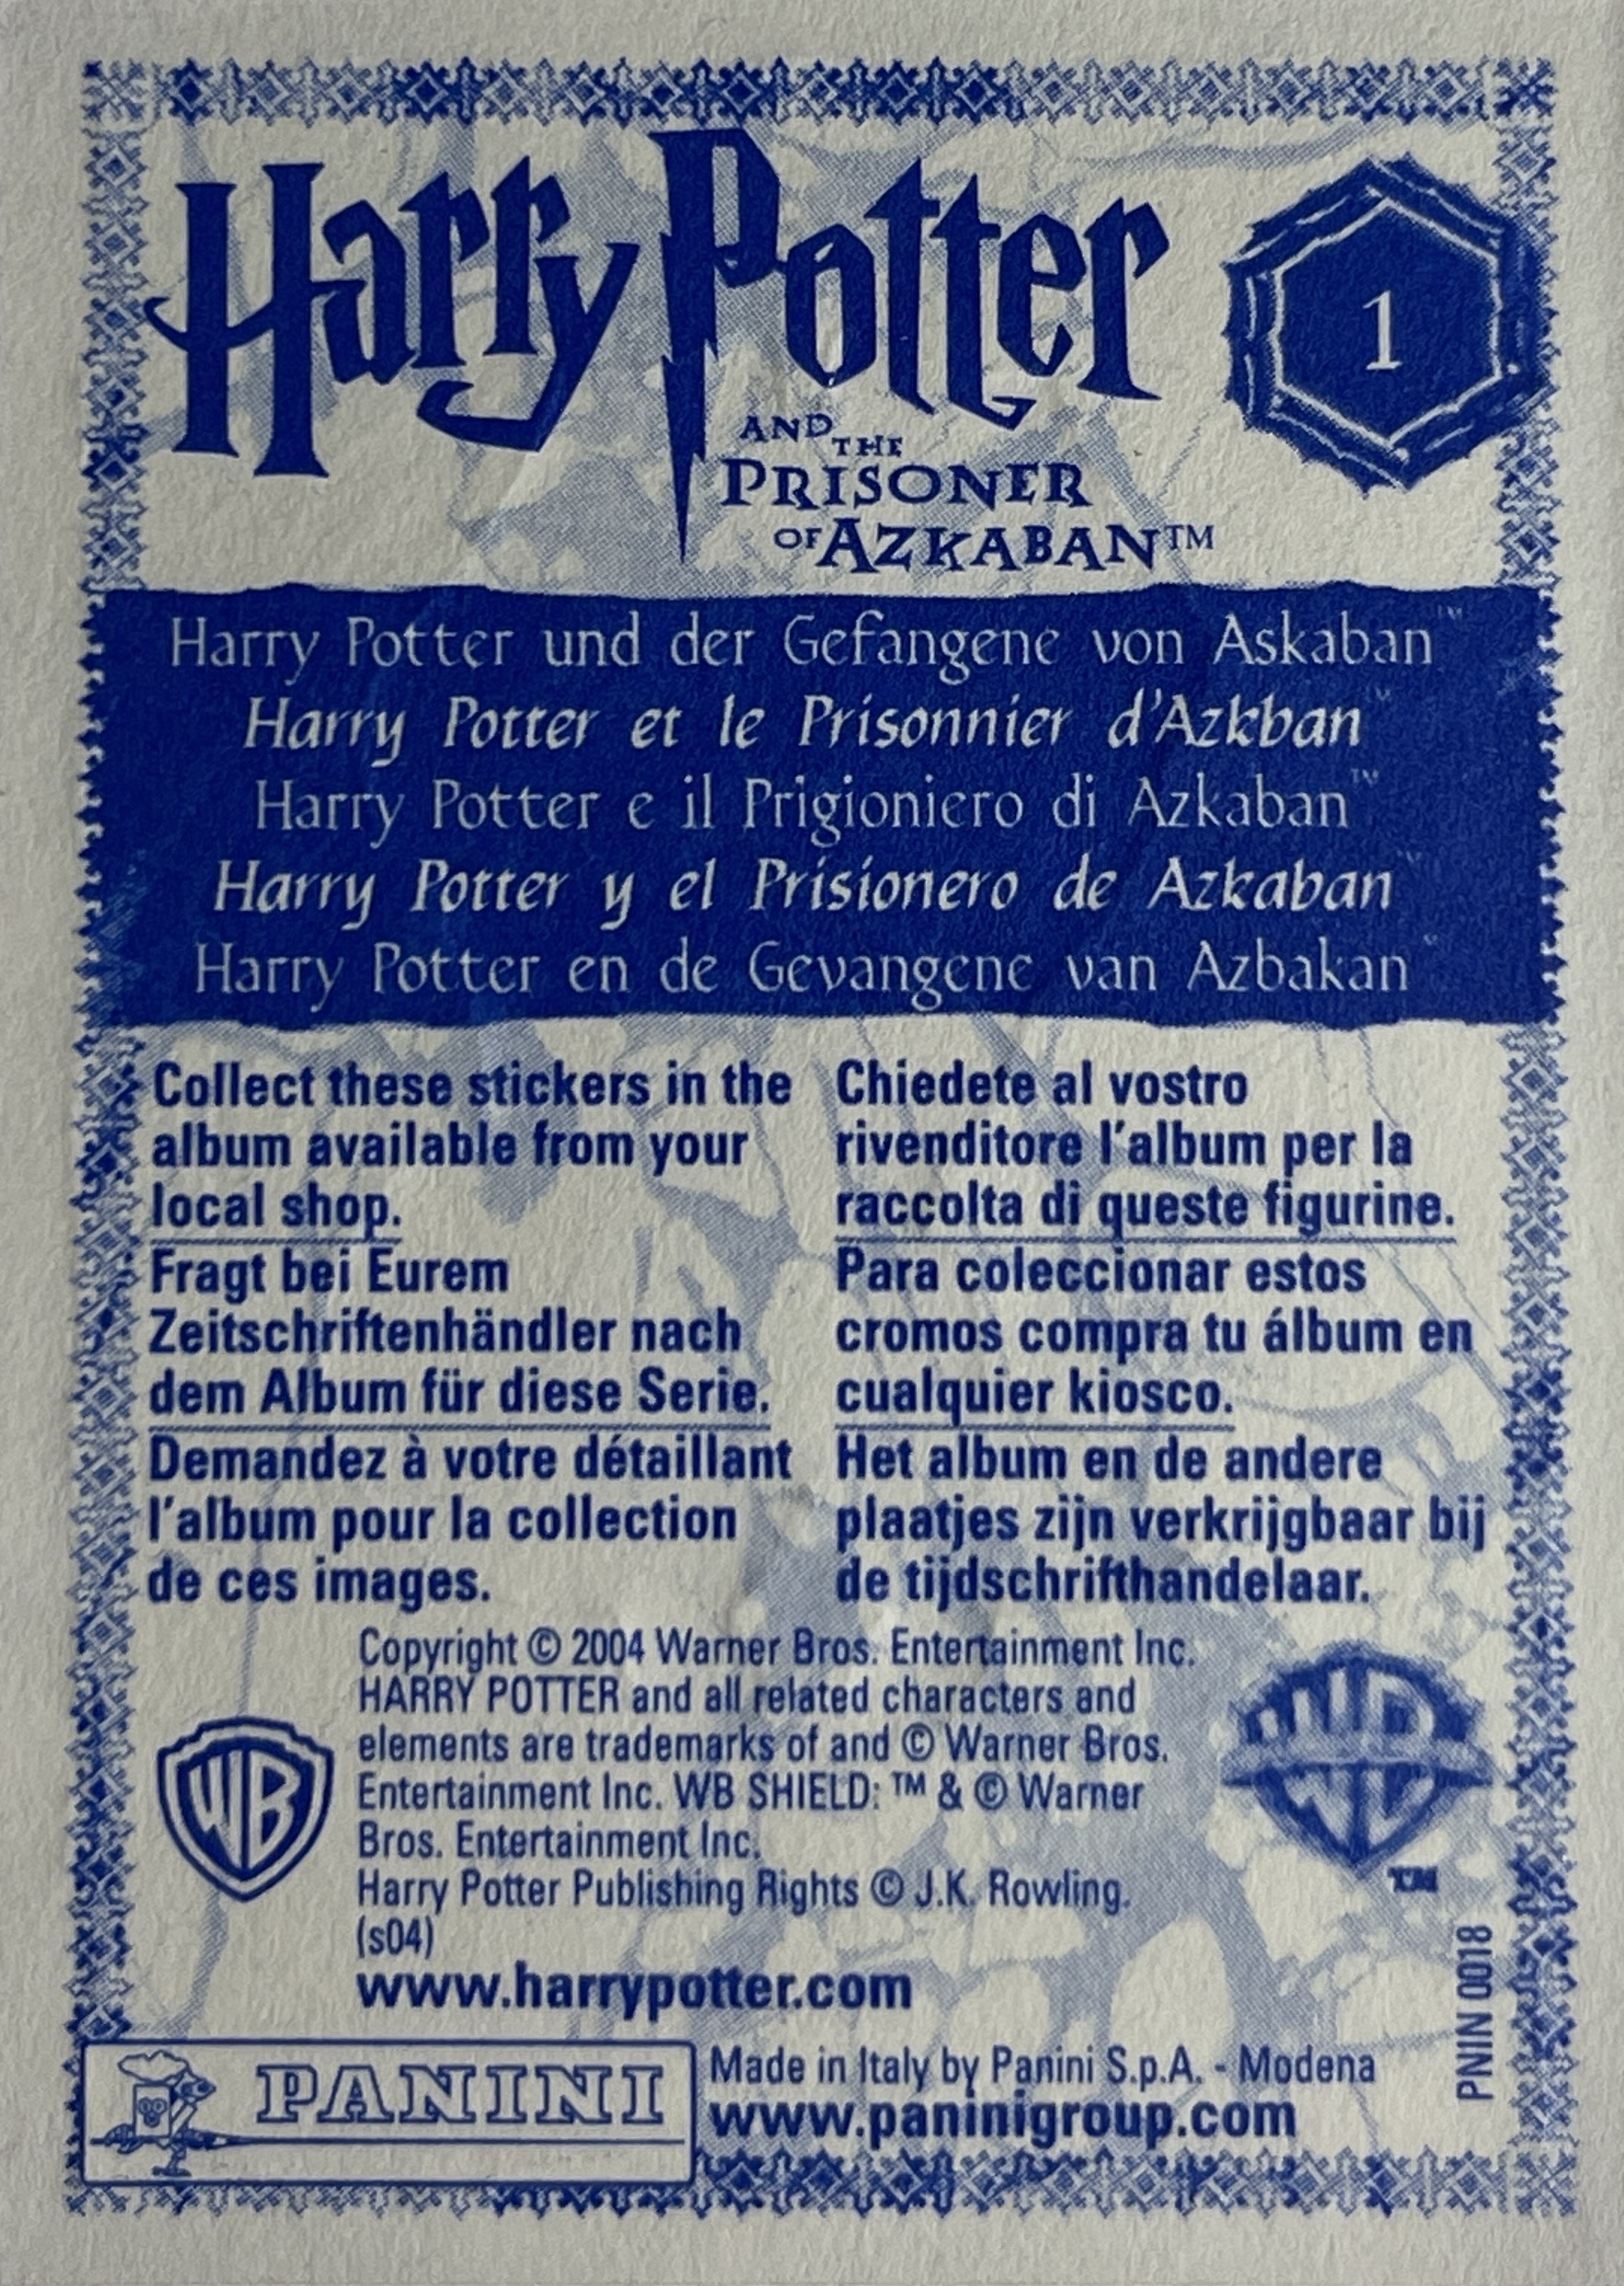 Harry Potter
1
AND THE
PRISONER
OF AZKABAN™
Harry Potter und der Gefangene von Askaban™
Harry Potter et le Prisonnier d'Azkban™
Harry Potter e il Prigioniero di Azkaban™
Harry Potter y el Prisionero de Azkaban™
Harry Potter en de Gevangene van Azbakan™
Collect these stickers in the
album available from your
local shop.
Fragt bei Eurem
Zeitschriftenhändler nach
dem Album für diese Serie.
Demandez à votre détaillant
l'album pour la collection
de ces images.
Chiedete al vostro
rivenditore l'album per la
raccolta di queste figurine.
Para coleccionar estos
cromos compra tu álbum en
cualquier kiosco.
Het album en de andere
plaatjes zijn verkrijgbaar bij
de tijdschrifthandelaar.
WB
Copyright © 2004 Warner Bros. Entertainment Inc.
HARRY POTTER and all related characters and
elements are trademarks of and © Warner Bros.
Entertainment Inc. WB SHIELD: ™ & © Warner
Bros. Entertainment Inc.
Harry Potter Publishing Rights © J.K. Rowling.
(s04)
www.harrypotter.com
WB
TM
PNIN 0018
PANINI
Made in Italy by Panini S.p.A. - Modena
www.paninigroup.com